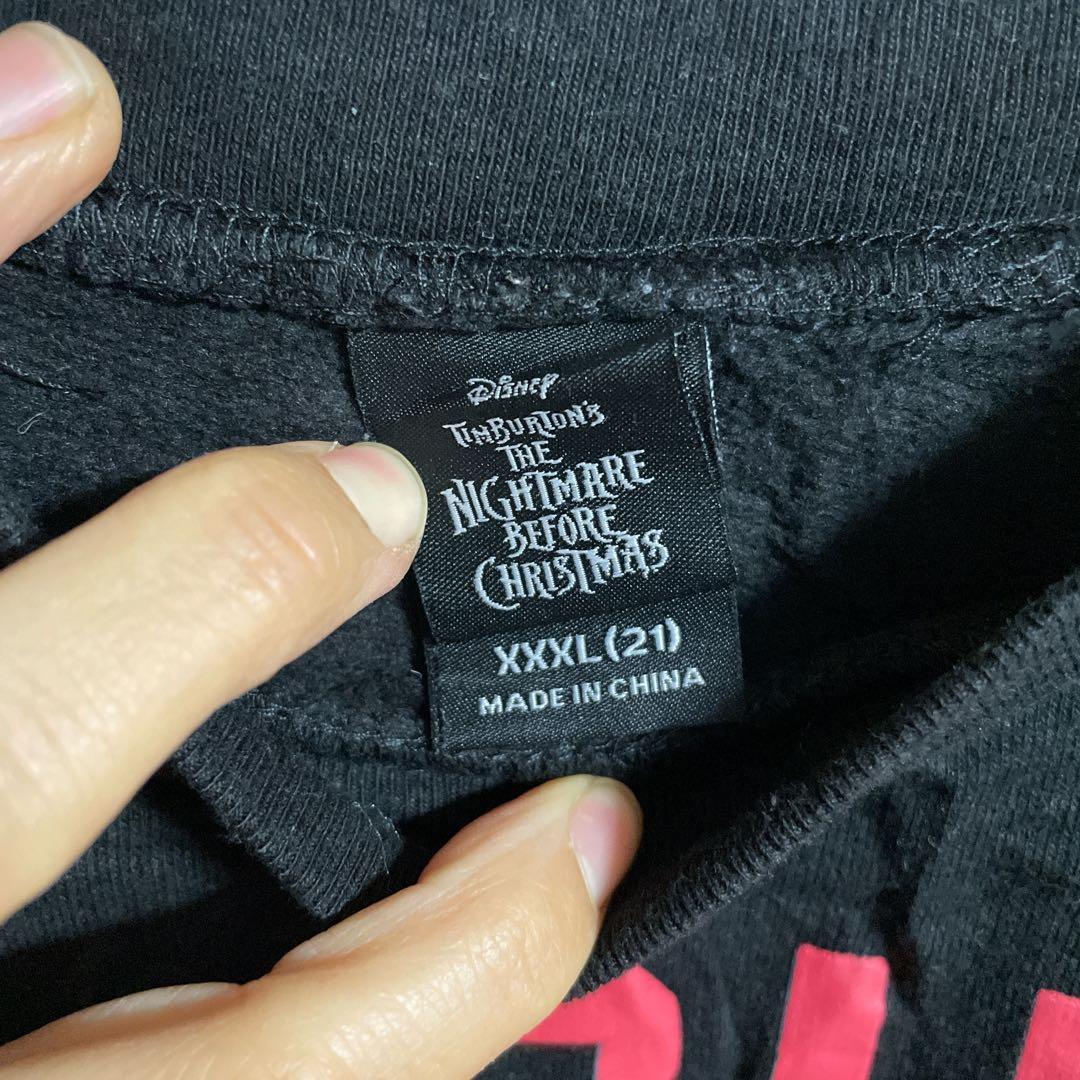 Disney
TIM BURTON'S
THE
NIGHTMARE
BEFORE
CHRISTMAS
XXXL (21)
MADE IN CHINA